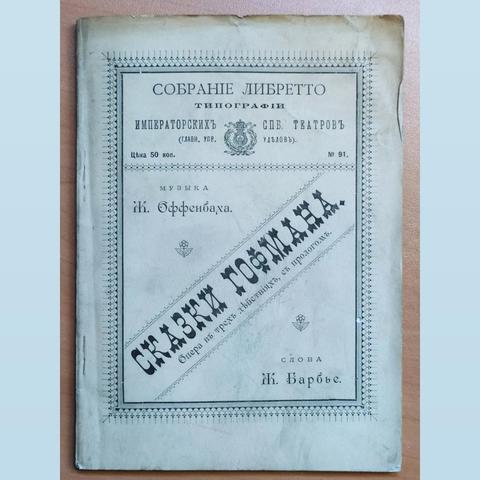 СОБРАНІЕ ЛИБРЕТТО
ТИПОГРАФІИ
ИМПЕРАТОРСКИХЪ СПБ. ТЕАТРОВЪ
(ГЛАВН. УПР. УДѢЛОВЪ).
Цѣна 50 коп. № 91.
МУЗЫКА
Ж. Оффенбаха.
СКАЗКИ ГОФМАНА.
Опера въ трехъ дѣйствіяхъ, съ прологомъ.
СЛОВА
Ж. Барбье.